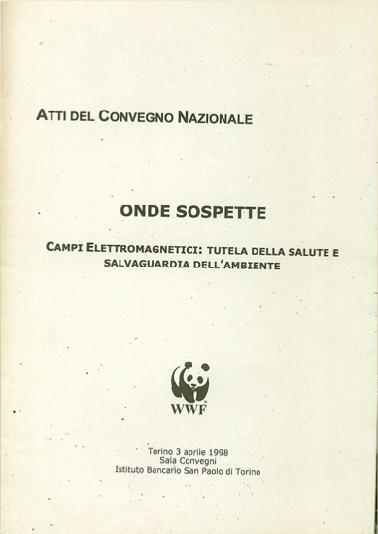 ATTI DEL CONVEGNO NAZIONALE
ONDE SOSPETTE
CAMPI ELETTROMAGNETICI: TUTELA DELLA SALUTE E
SALVAGUARDIA DELL'AMBIENTE
WWF
Torino 3 aprile 1998
Sala Convegni
Istituto Bancario San Paolo di Torino